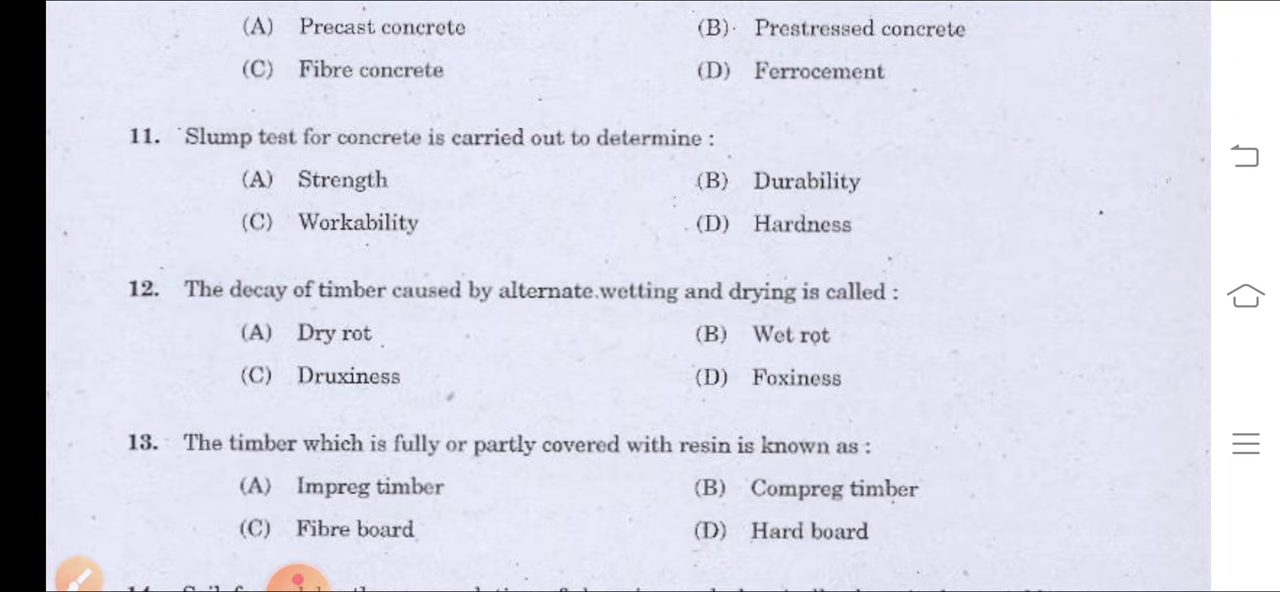 (A) Precast concrete (B) Prestressed concrete
(C) Fibre concrete (D) Ferrocement
11. Slump test for concrete is carried out to determine :
(A) Strength (B) Durability
(C) Workability (D) Hardness
12. The decay of timber caused by alternate wetting and drying is called :
(A) Dry rot (B) Wet rot
(C) Druxiness (D) Foxiness
13. The timber which is fully or partly covered with resin is known as :
(A) Impreg timber (B) Compreg timber
(C) Fibre board (D) Hard board